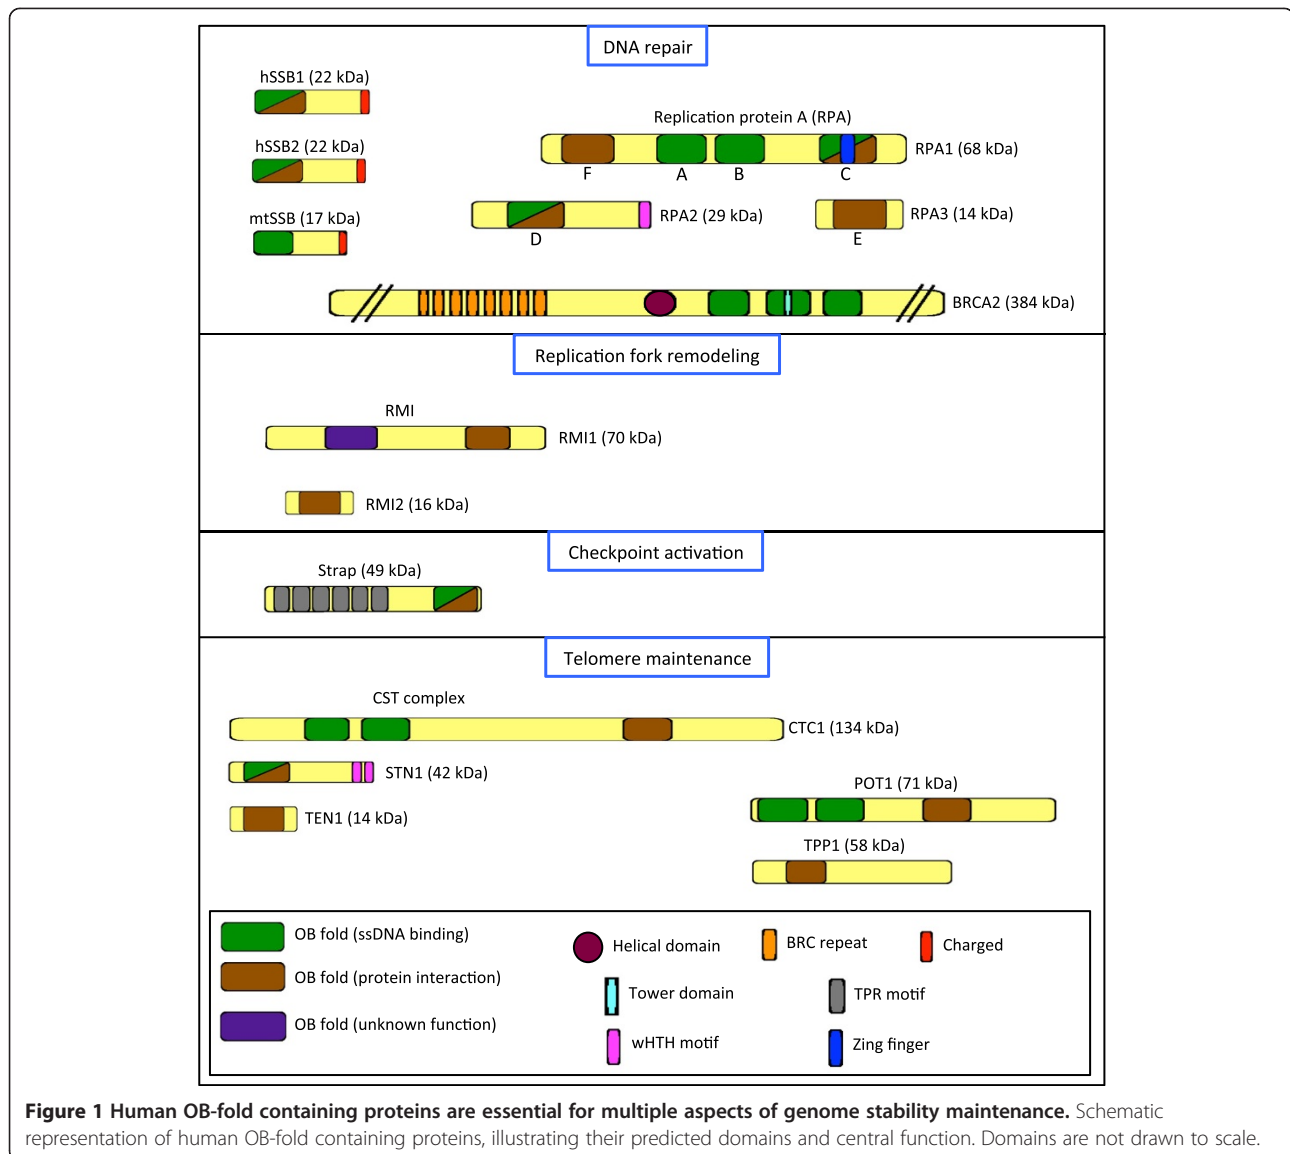 DNA repair
hSSB1 (22 kDa)
hSSB2 (22 kDa)
mtSSB (17 kDa)
Replication protein A (RPA)
RPA1 (68 kDa)
F
A
B
C
RPA2 (29 kDa)
D
RPA3 (14 kDa)
E
BRCA2 (384 kDa)
Replication fork remodeling
RMI
RMI1 (70 kDa)
RMI2 (16 kDa)
Checkpoint activation
Strap (49 kDa)
Telomere maintenance
CST complex
CTC1 (134 kDa)
STN1 (42 kDa)
TEN1 (14 kDa)
POT1 (71 kDa)
TPP1 (58 kDa)
OB fold (ssDNA binding)
OB fold (protein interaction)
OB fold (unknown function)
Helical domain
BRC repeat
Charged
Tower domain
TPR motif
wHTH motif
Zing finger
Figure 1 Human OB-fold containing proteins are essential for multiple aspects of genome stability maintenance. Schematic
representation of human OB-fold containing proteins, illustrating their predicted domains and central function. Domains are not drawn to scale.